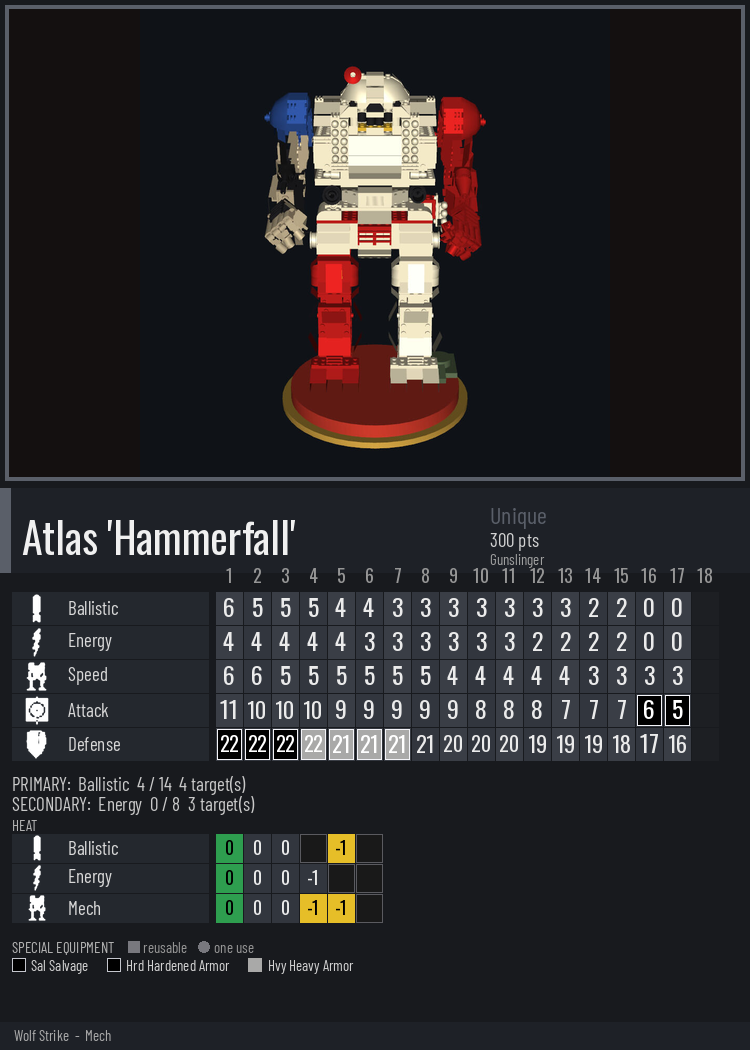 Atlas 'Hammerfall'
Unique
300 pts
Gunslinger
1 2 3 4 5 6 7 8 9 10 11 12 13 14 15 16 17 18
Ballistic 6 5 5 5 4 4 3 3 3 3 3 3 3 2 2 0 0
Energy 4 4 4 4 4 3 3 3 3 3 3 2 2 2 2 0 0
Speed 6 6 5 5 5 5 5 5 4 4 4 4 4 3 3 3 3
Attack 11 10 10 10 9 9 9 9 9 8 8 8 7 7 7 6 5
Defense 22 22 22 22 21 21 21 21 20 20 20 19 19 19 18 17 16
PRIMARY: Ballistic 4 / 14 4 target(s)
SECONDARY: Energy 0 / 8 3 target(s)
HEAT
Ballistic 0 0 0 -1
Energy 0 0 0 -1
Mech 0 0 0 -1 -1
SPECIAL EQUIPMENT reusable one use
Sal Salvage Hrd Hardened Armor Hvy Heavy Armor
Wolf Strike - Mech